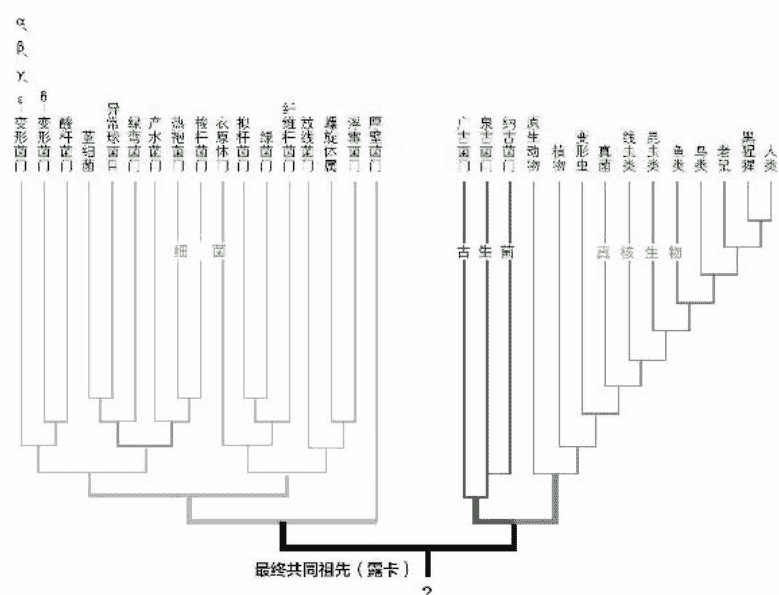 α、β、γ、ε-变形菌门
δ-变形菌门
酸杆菌门
蓝细菌
异常球菌目
绿弯菌门
产水菌门
热袍菌门
梭杆菌门
衣原体门
拟杆菌门
绿菌门
纤维杆菌门
放线菌门
螺旋体属
浮霉菌门
厚壁菌门
广古菌门
泉古菌门
纳古菌门
原生动物
植物
变形虫
真菌
线虫类
昆虫类
鱼类
鸟类
老鼠
黑猩猩
人类
细菌
古生菌
真核生物
最终共同祖先（露卡）
?